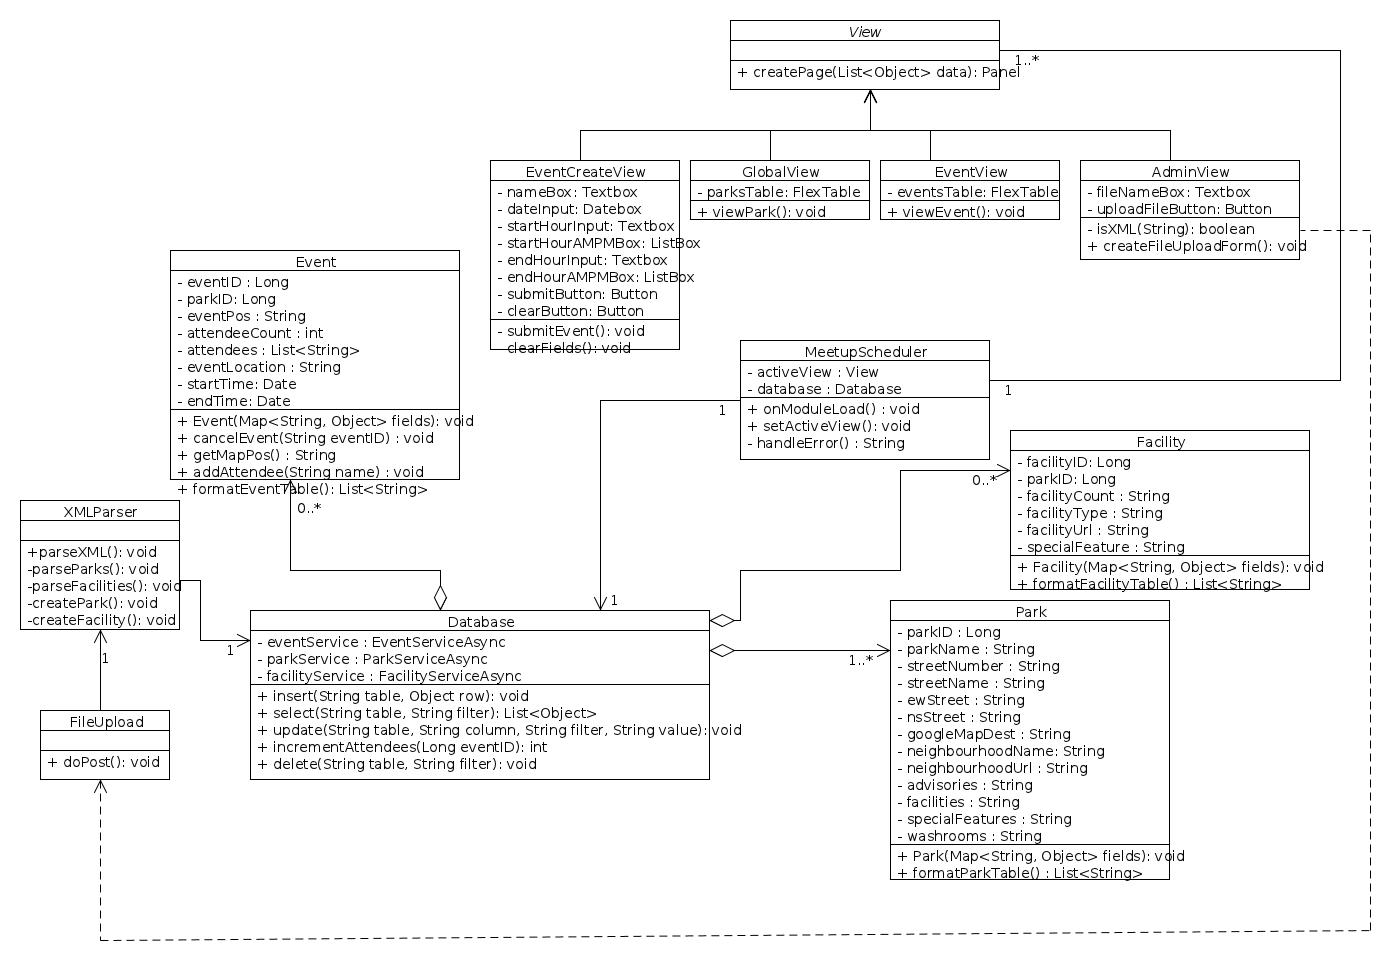 View
+ createPage(List<Object> data): Panel
1..*
EventCreateView
- nameBox: Textbox
- dateInput: Datebox
- startHourInput: Textbox
- startHourAMPMBox: ListBox
- endHourInput: Textbox
- endHourAMPMBox: ListBox
- submitButton: Button
- clearButton: Button
- submitEvent(): void
- clearFields(): void
GlobalView
- parksTable: FlexTable
+ viewPark(): void
EventView
- eventsTable: FlexTable
+ viewEvent(): void
AdminView
- fileNameBox: Textbox
- uploadFileButton: Button
- isXML(String): boolean
+ createFileUploadForm(): void
Event
- eventID : Long
- parkID: Long
- eventPos : String
- attendeeCount : int
- attendees : List<String>
- eventLocation : String
- startTime: Date
- endTime: Date
+ Event(Map<String, Object> fields): void
+ cancelEvent(String eventID) : void
+ getMapPos() : String
+ addAttendee(String name) : void
+ formatEventTable(): List<String>
0..*
MeetupScheduler
- activeView : View
- database : Database
+ onModuleLoad() : void
+ setActiveView(): void
- handleError() : String
1
1
Facility
- facilityID: Long
- parkID: Long
- facilityCount : String
- facilityType : String
- facilityUrl : String
- specialFeature : String
+ Facility(Map<String, Object> fields): void
+ formatFacilityTable() : List<String>
0..*
XMLParser
+parseXML(): void
-parseParks(): void
-parseFacilities(): void
-createPark(): void
-createFacility(): void
1
1
1
Database
- eventService : EventServiceAsync
- parkService : ParkServiceAsync
- facilityService : FacilityServiceAsync
+ insert(String table, Object row): void
+ select(String table, String filter): List<Object>
+ update(String table, String column, String filter, String value): void
+ incrementAttendees(Long eventID): int
+ delete(String table, String filter): void
1..*
Park
- parkID : Long
- parkName : String
- streetNumber : String
- streetName : String
- ewStreet : String
- nsStreet : String
- googleMapDest : String
- neighbourhoodName: String
- neighbourhoodUrl : String
- advisories : String
- facilities : String
- specialFeatures : String
- washrooms : String
+ Park(Map<String, Object> fields): void
+ formatParkTable() : List<String>
FileUpload
+ doPost(): void